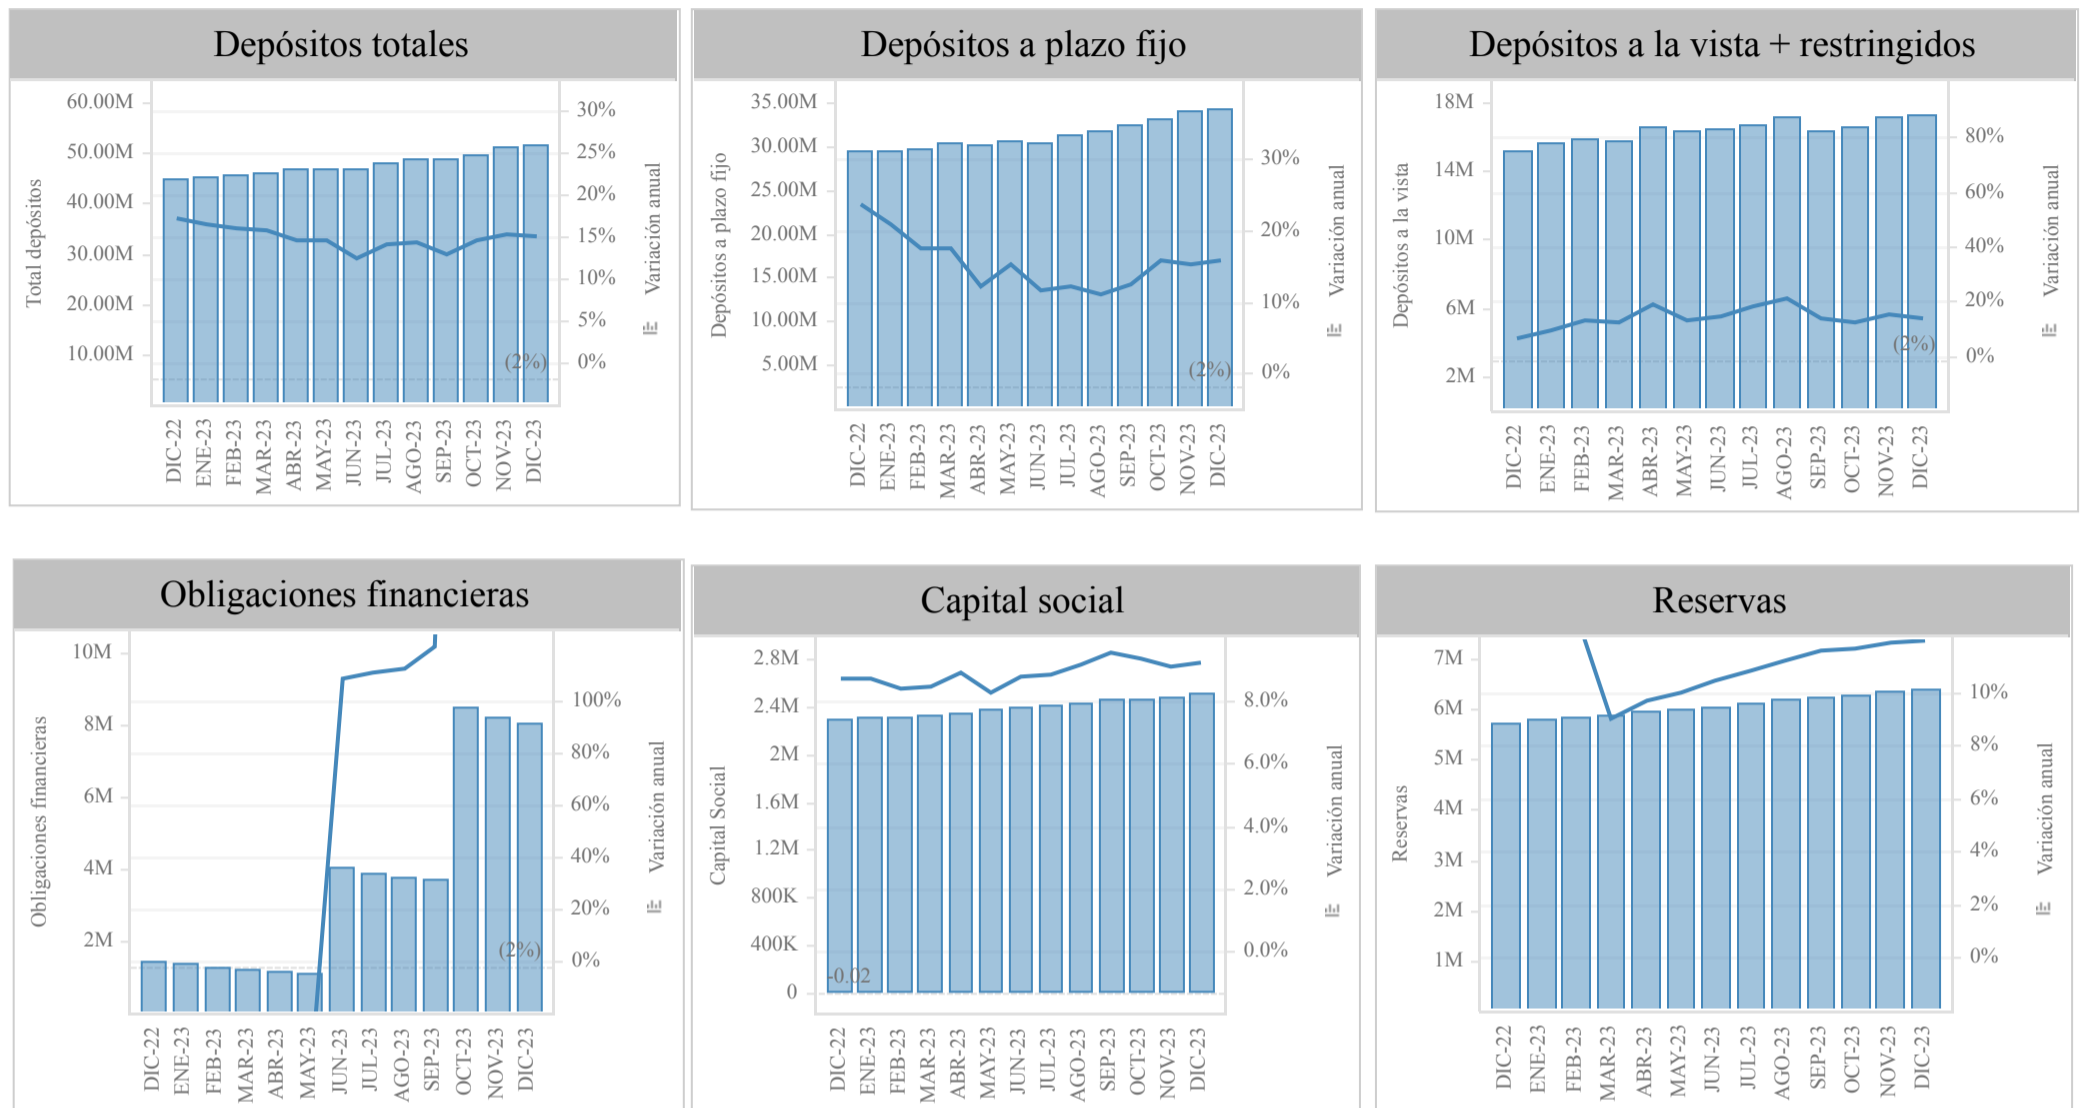 Depósitos totales
60.00M
50.00M
40.00M
30.00M
20.00M
10.00M
Total depósitos
30%
25%
20%
15%
10%
5%
0%
Variación anual
(2%)
DIC-22
ENE-23
FEB-23
MAR-23
ABR-23
MAY-23
JUN-23
JUL-23
AGO-23
SEP-23
OCT-23
NOV-23
DIC-23
Depósitos a plazo fijo
35.00M
30.00M
25.00M
20.00M
15.00M
10.00M
5.00M
Depósitos a plazo fijo
30%
20%
10%
0%
Variación anual
(2%)
DIC-22
ENE-23
FEB-23
MAR-23
ABR-23
MAY-23
JUN-23
JUL-23
AGO-23
SEP-23
OCT-23
NOV-23
DIC-23
Depósitos a la vista + restringidos
18M
14M
10M
6M
2M
Depósitos a la vista
80%
60%
40%
20%
0%
Variación anual
(2%)
DIC-22
ENE-23
FEB-23
MAR-23
ABR-23
MAY-23
JUN-23
JUL-23
AGO-23
SEP-23
OCT-23
NOV-23
DIC-23
Obligaciones financieras
10M
8M
6M
4M
2M
Obligaciones financieras
100%
80%
60%
40%
20%
0%
Variación anual
(2%)
DIC-22
ENE-23
FEB-23
MAR-23
ABR-23
MAY-23
JUN-23
JUL-23
AGO-23
SEP-23
OCT-23
NOV-23
DIC-23
Capital social
2.8M
2.4M
2M
1.6M
1.2M
800K
400K
0
Capital Social
8.0%
6.0%
4.0%
2.0%
0.0%
Variación anual
-0.02
DIC-22
ENE-23
FEB-23
MAR-23
ABR-23
MAY-23
JUN-23
JUL-23
AGO-23
SEP-23
OCT-23
NOV-23
DIC-23
Reservas
7M
6M
5M
4M
3M
2M
1M
Reservas
10%
8%
6%
4%
2%
0%
Variación anual
DIC-22
ENE-23
FEB-23
MAR-23
ABR-23
MAY-23
JUN-23
JUL-23
AGO-23
SEP-23
OCT-23
NOV-23
DIC-23